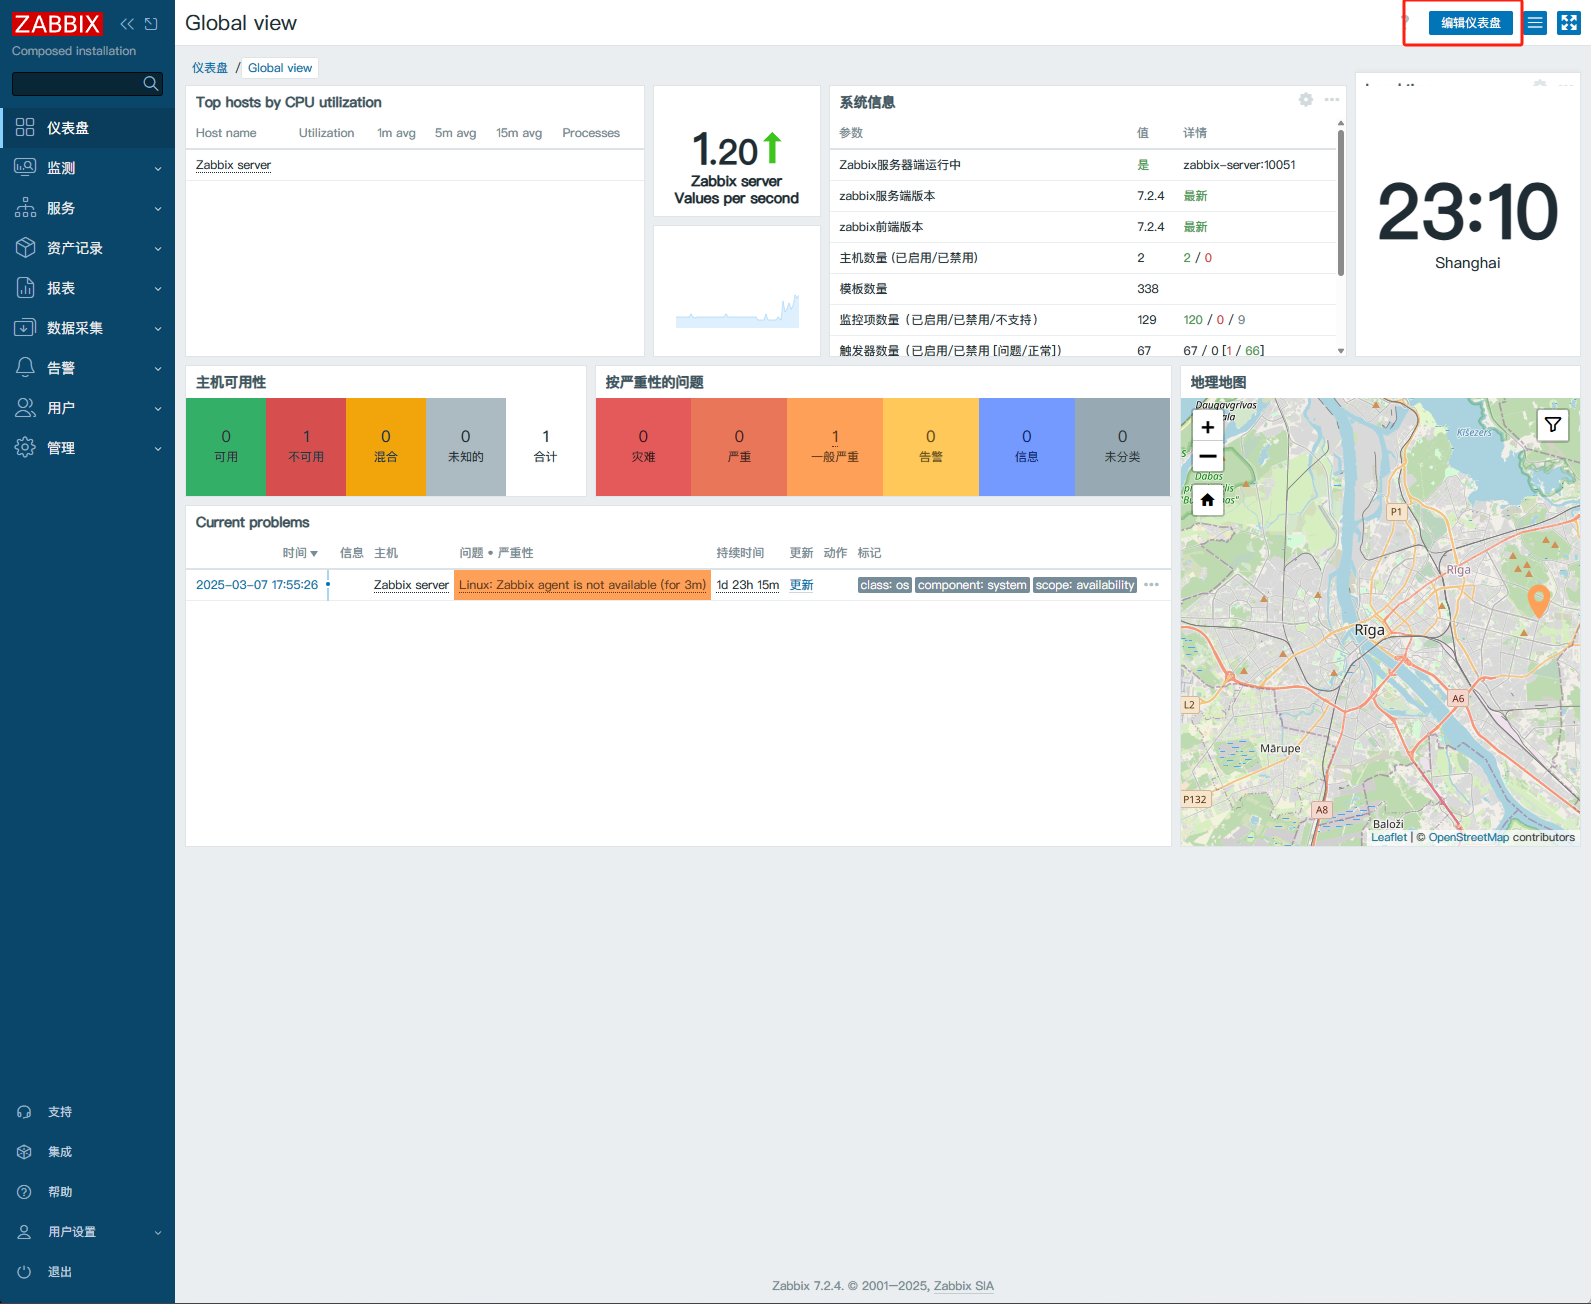 ZABBIX
Composed installation
仪表盘
监测
服务
资产记录
报表
数据采集
告警
用户
管理
支持
集成
帮助
用户设置
退出
Global view
编辑仪表盘
仪表盘 / Global view
Top hosts by CPU utilization
Host name Utilization 1m avg 5m avg 15m avg Processes
Zabbix server
1.20
Zabbix server
Values per second
系统信息
参数 值 详情
Zabbix服务器端运行中 是 zabbix-server:10051
zabbix服务端版本 7.2.4 最新
zabbix前端版本 7.2.4 最新
主机数量 (已启用/已禁用) 2 2 / 0
模板数量 338
监控项数量 (已启用/已禁用/不支持) 129 120 / 0 / 9
触发器数量 (已启用/已禁用 [问题/正常]) 67 67 / 0 [1 / 66]
23:10
Shanghai
主机可用性
0 可用
1 不可用
0 混合
0 未知的
1 合计
按严重性的问题
0 灾难
0 严重
1 一般严重
0 告警
0 信息
0 未分类
地理地图
Daugavgrīvas
Ķīšezers
Dabas
P1
Rīga
Rīga
A6
L2
Mārupe
P132
A8
Baloži
Leaflet | © OpenStreetMap contributors
Current problems
时间 信息 主机 问题 • 严重性 持续时间 更新 动作 标记
2025-03-07 17:55:26 Zabbix server Linux: Zabbix agent is not available (for 3m) 1d 23h 15m 更新 class: os component: system scope: availability
Zabbix 7.2.4. © 2001–2025, Zabbix SIA